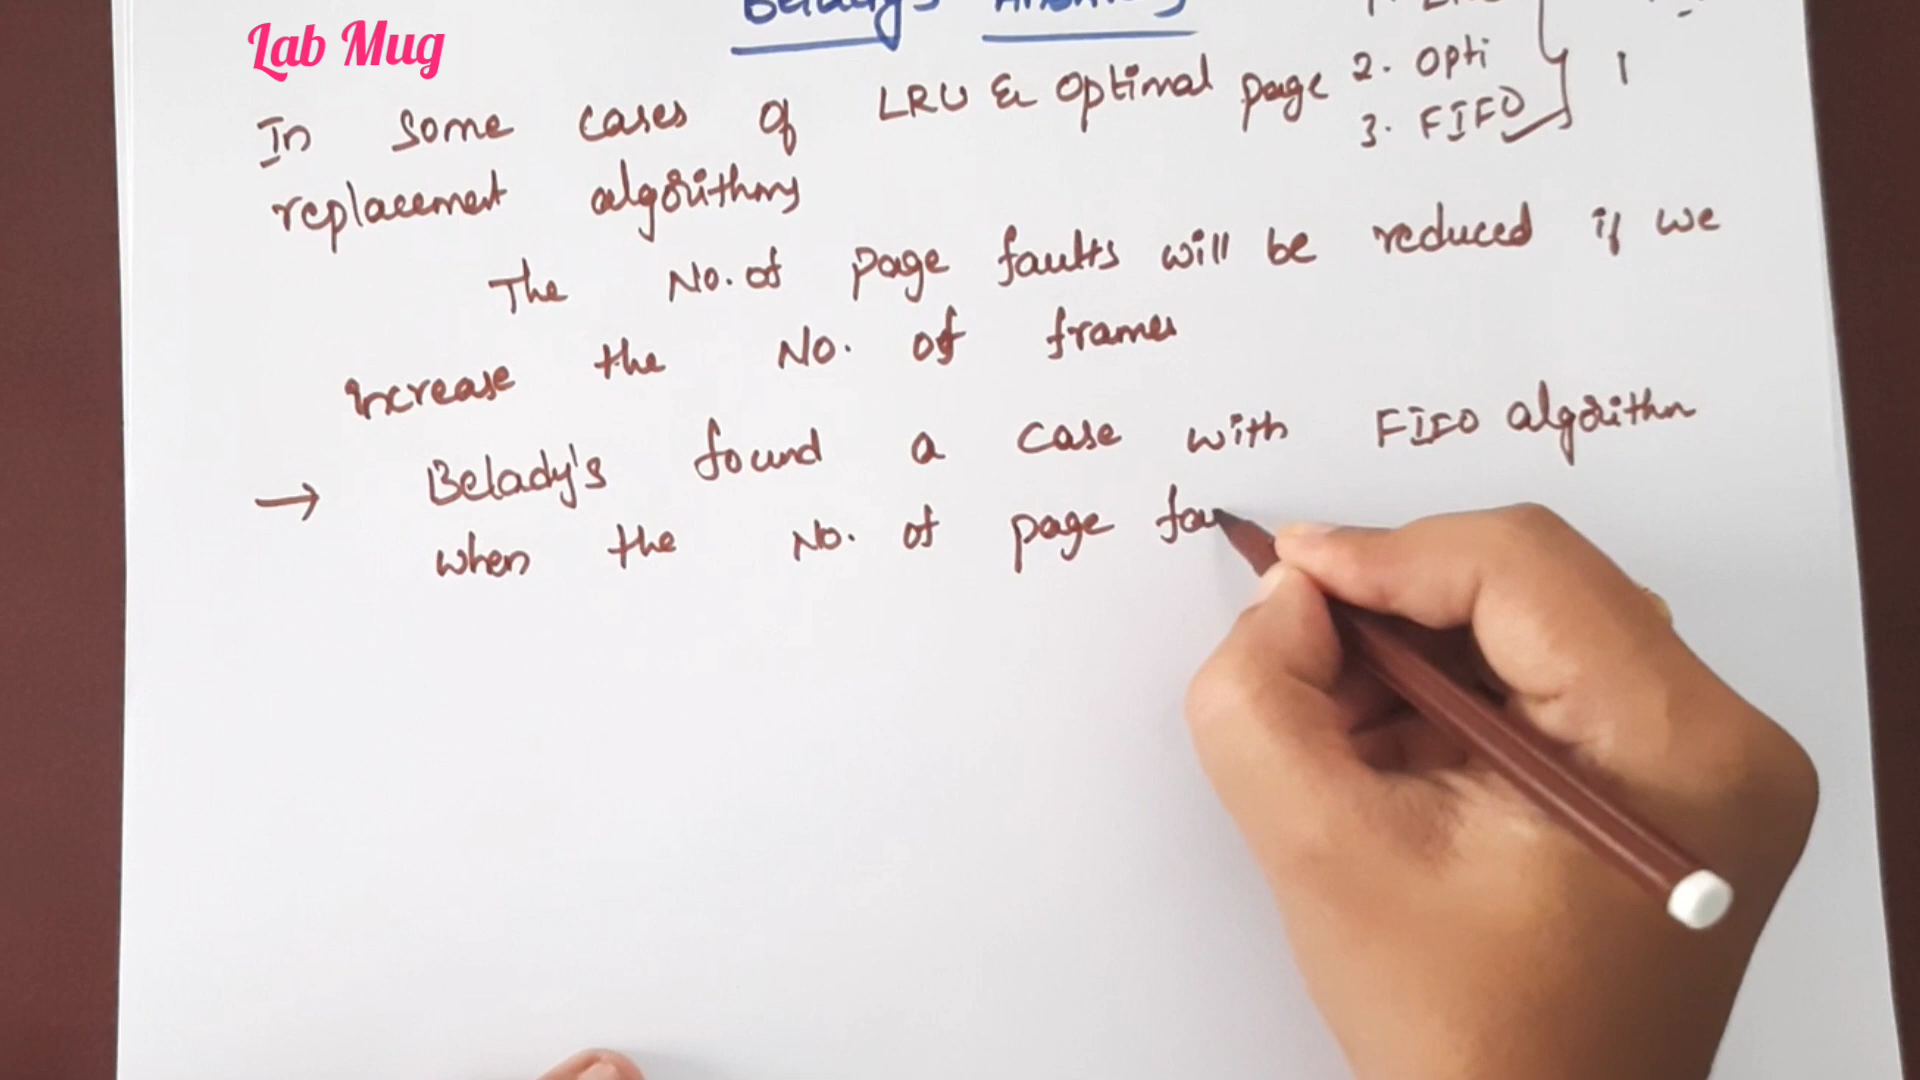 Lab Mug
Belady's
2. Opti
3. FIFO
In some cases of LRU & Optimal page
replacement algorithms
The No. of page faults will be reduced if we
increase the No. of frames
→ Belady's found a case with FIFO algorithm
when the No. of page fau